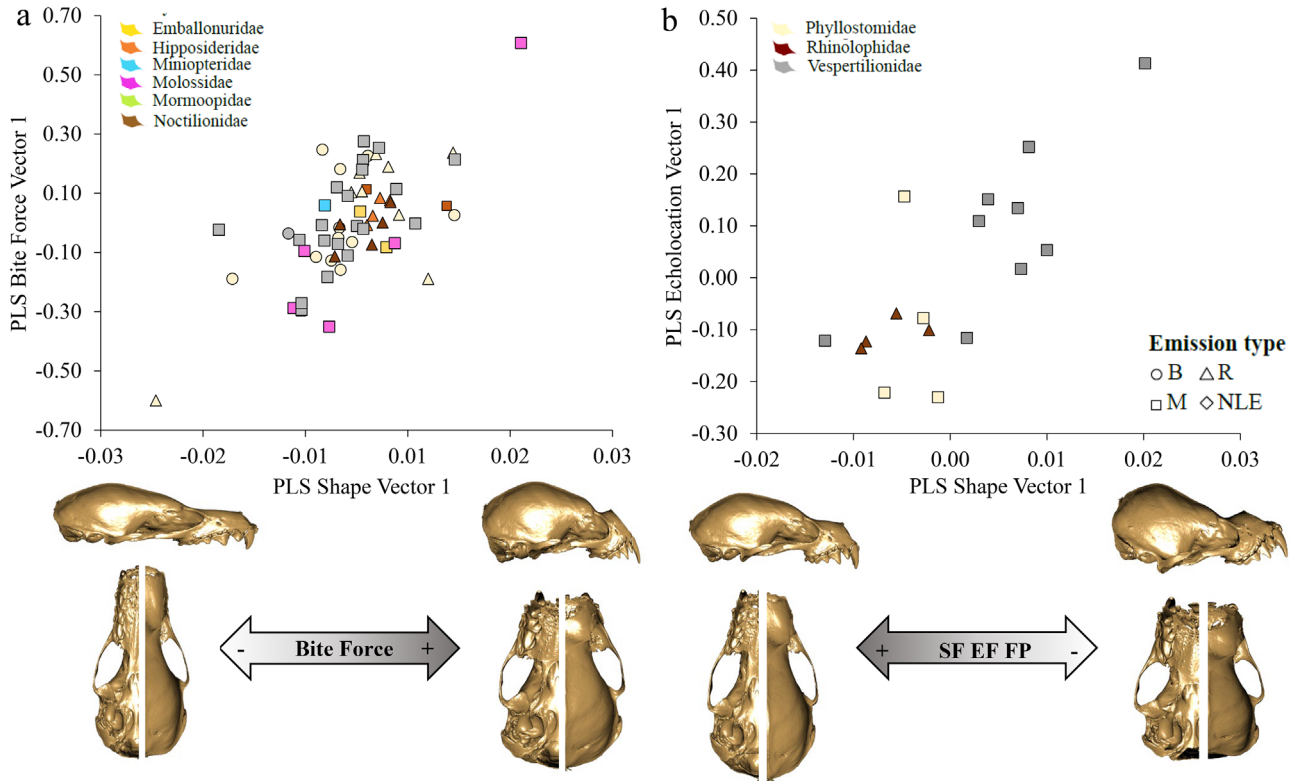 a
0.70
0.50
0.30
0.10
-0.10
-0.30
-0.50
-0.70
PLS Bite Force Vector 1
Emballonuridae
Hipposideridae
Miniopteridae
Molossidae
Mormoopidae
Noctilionidae
-0.03
-0.02
-0.01
0.01
0.02
0.03
PLS Shape Vector 1
b
0.50
0.40
0.30
0.20
0.10
0.00
-0.10
-0.20
-0.30
PLS Echolocation Vector 1
Phyllostomidae
Rhinolophidae
Vespertilionidae
Emission type
B
R
M
NLE
-0.02
-0.01
0.00
0.01
0.02
0.03
PLS Shape Vector 1
- Bite Force +
+ SF EF FP -